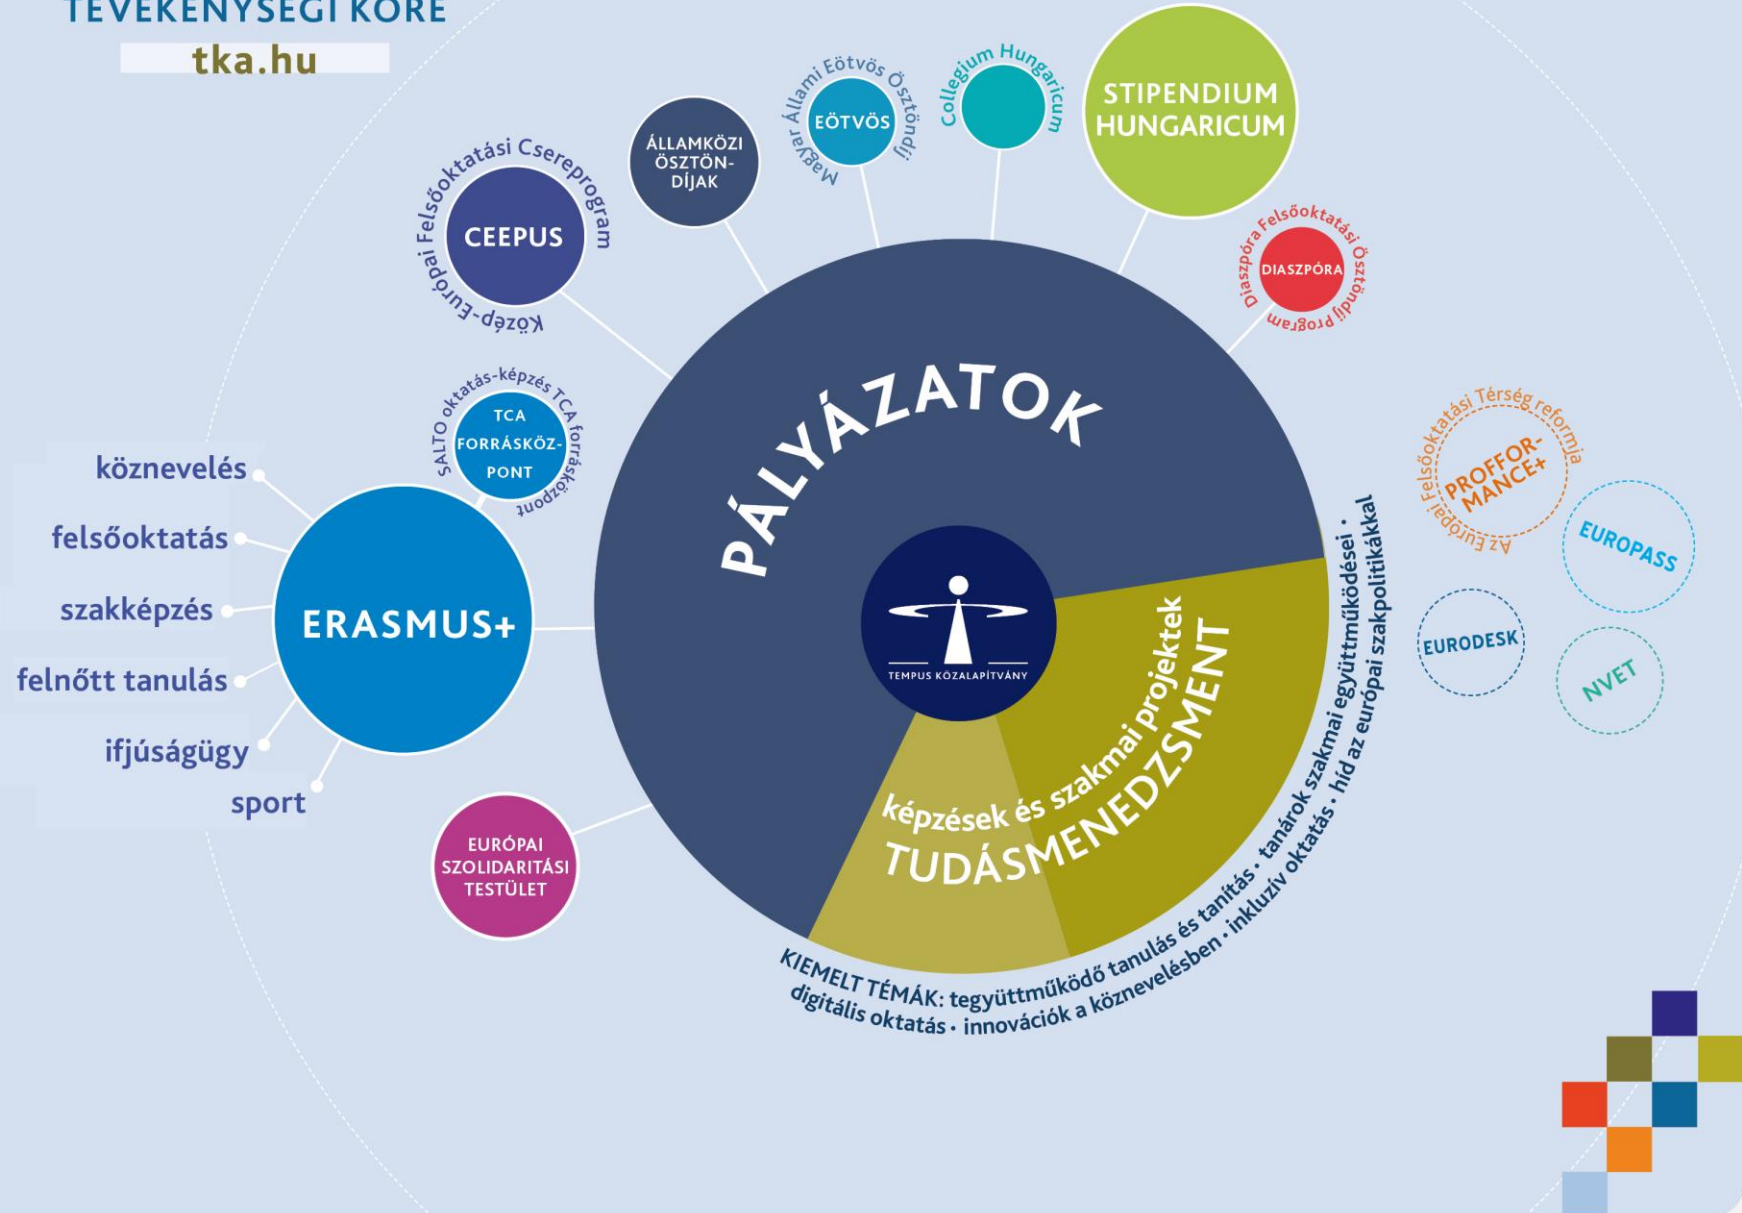 TEVÉKENYSÉGI KÖRE
tka.hu
Közép-Európai Felsőoktatási Csereprogram
CEEPUS
ÁLLAMKÖZI
ÖSZTÖN-
DÍJAK
Magyar Állami Eötvös Ösztöndíj
EÖTVÖS
Collegium Hungaricum
STIPENDIUM
HUNGARICUM
Diaszpóra Felsőoktatási Ösztöndíj Program
DIASZPÓRA
SALTO oktatás-képzés TCA forrásközpont
TCA
FORRÁSKÖZ-
PONT
köznevelés
felsőoktatás
szakképzés
felnőtt tanulás
ifjúságügy
sport
ERASMUS+
EURÓPAI
SZOLIDARITÁSI
TESTÜLET
PÁLYÁZATOK
TEMPUS KÖZALAPÍTVÁNY
képzések és szakmai projektek
TUDÁSMENEDZSMENT
KIEMELT TÉMÁK: tegyüttműködő tanulás és tanítás · tanárok szakmai együttműködései ·
digitális oktatás · innovációk a köznevelésben · inkluzív oktatás · híd az európai szakpolitikákkal
Az Európai Felsőoktatási Térség reformja
PROFFOR-
MANCE+
EUROPASS
EURODESK
NVET